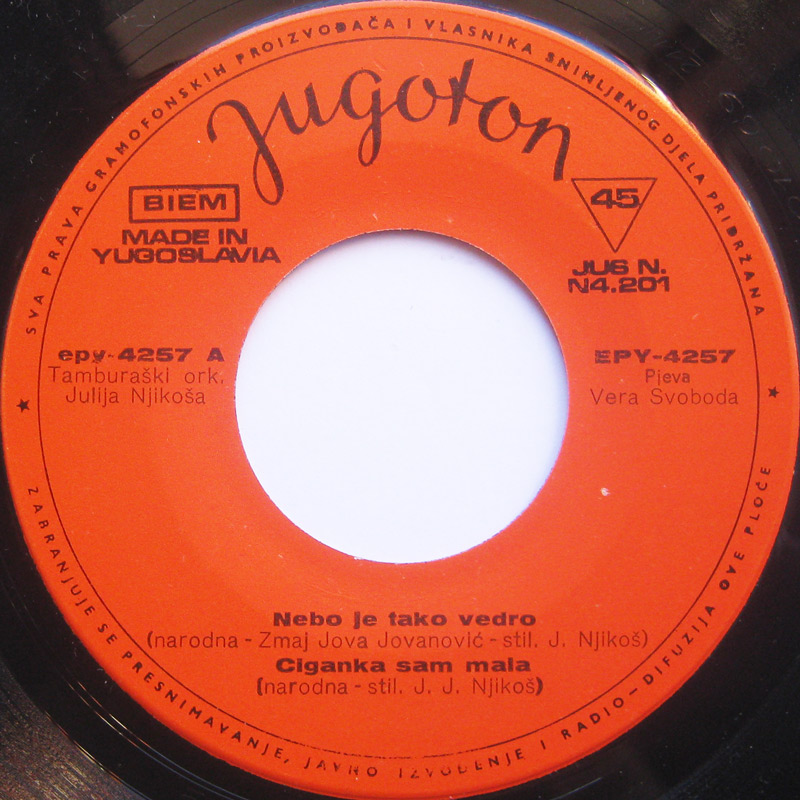 SVA PRAVA GRAMOFONSKIH PROIZVOĐAČA I VLASNIKA SNIMLJENOG DJELA PRIDRŽANA
Jugoton
BIEM
MADE IN
YUGOSLAVIA
45
JUS N.
N4.201
epy-4257 A
Tamburaški ork.
Julija Njikoša
EPY-4257
Pjeva
Vera Svoboda
Nebo je tako vedro
(narodna - Zmaj Jova Jovanović - stil. J. Njikoš)
Ciganka sam mala
(narodna - stil. J. J. Njikoš)
ZABRANJUJE SE PRESNIMAVANJE, JAVNO IZVOĐENJE I RADIO-DIFUZIJA OVE PLOČE